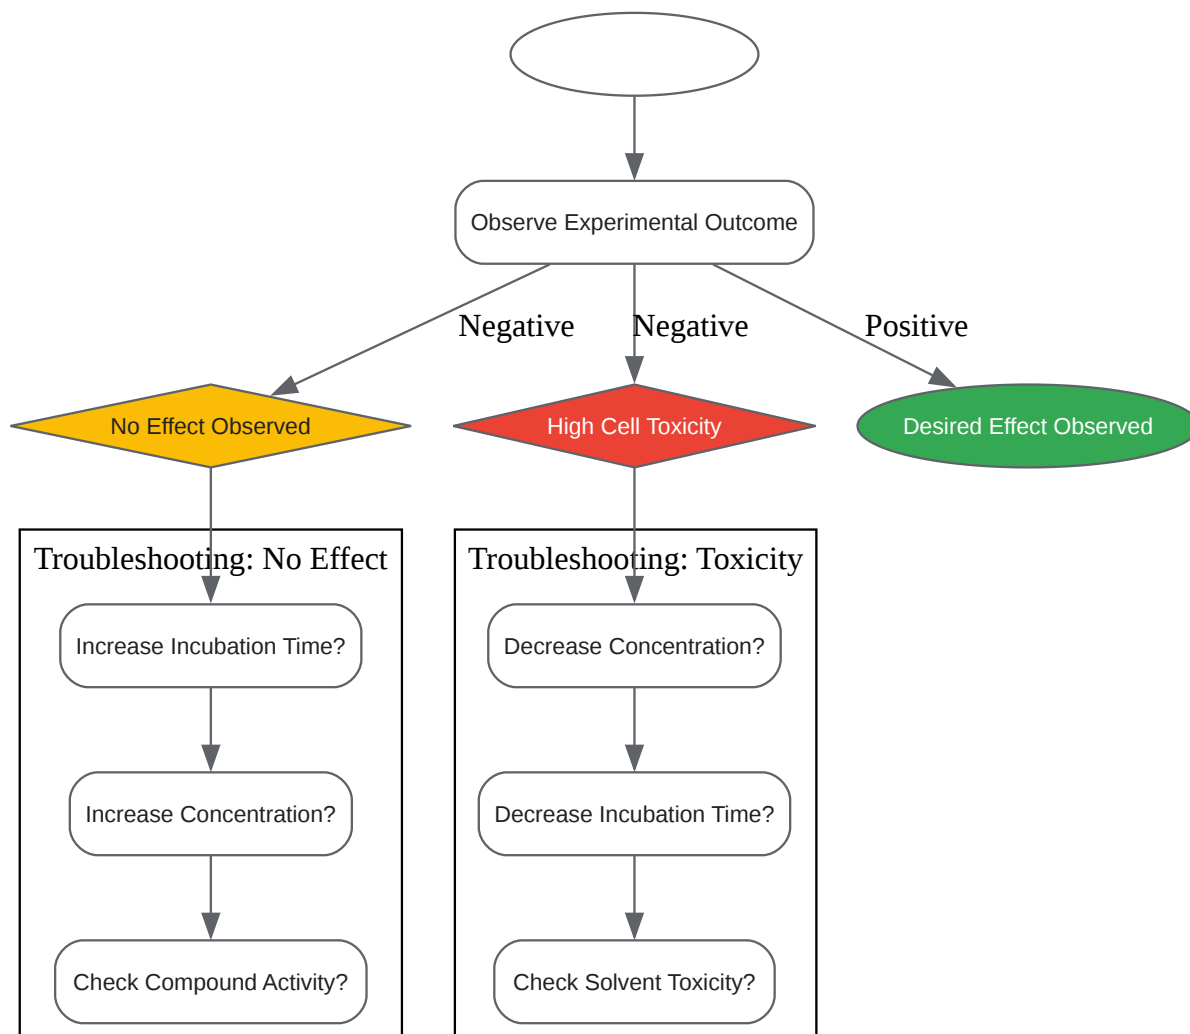 Observe Experimental Outcome
Negative
Negative
Positive
No Effect Observed
High Cell Toxicity
Desired Effect Observed
Troubleshooting: No Effect
Troubleshooting: Toxicity
Increase Incubation Time?
Decrease Concentration?
Increase Concentration?
Decrease Incubation Time?
Check Compound Activity?
Check Solvent Toxicity?